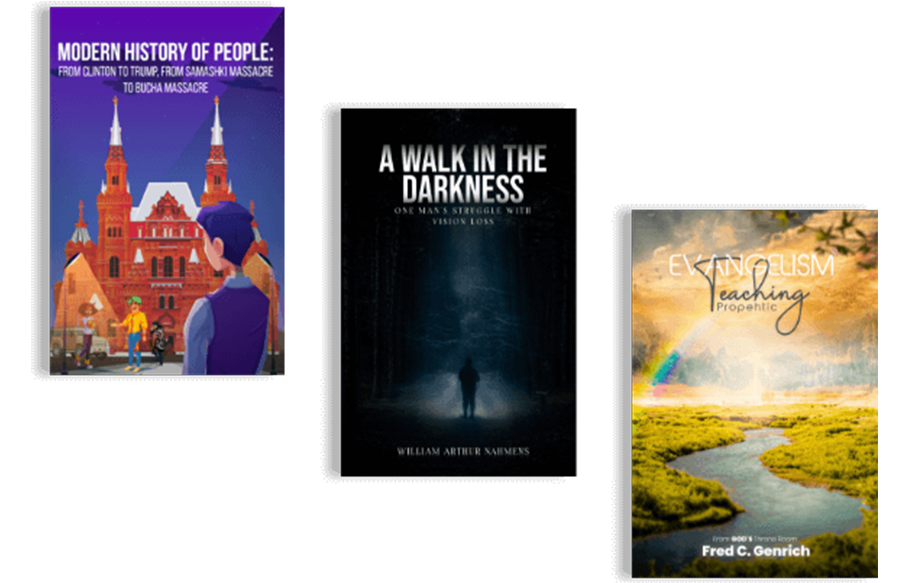 MODERN HISTORY OF PEOPLE:
FROM CLINTON TO TRUMP, FROM SAMASHKI MASSACRE
TO BUCHA MASSACRE
A WALK IN THE
DARKNESS
ONE MAN'S STRUGGLE WITH
VISION LOSS
WILLIAM ARTHUR NAHMENS
EVANGELISM
Teaching
Propehtic
From GOD'S Throne Room
Fred C. Genrich